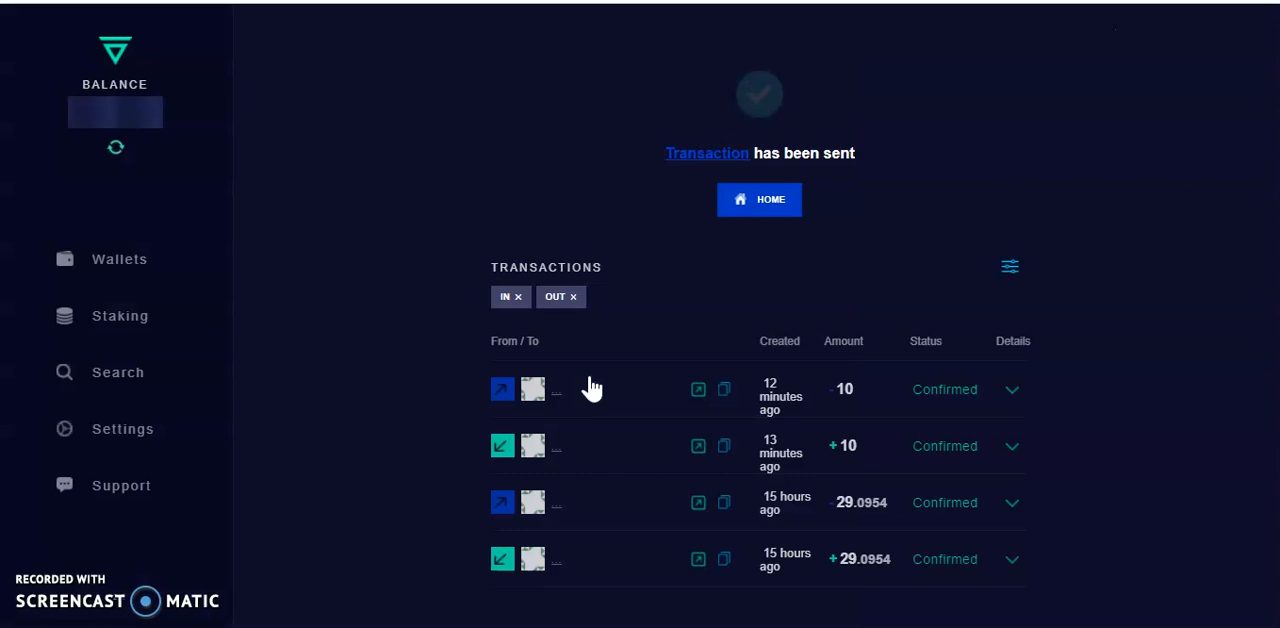 BALANCE
Wallets
Staking
Search
Settings
Support
RECORDED WITH
SCREENCAST MATIC
Transaction has been sent
HOME
TRANSACTIONS
IN × OUT ×
From / To Created Amount Status Details
... 12 minutes ago - 10 Confirmed
... 13 minutes ago + 10 Confirmed
... 15 hours ago - 29.0954 Confirmed
... 15 hours ago + 29.0954 Confirmed